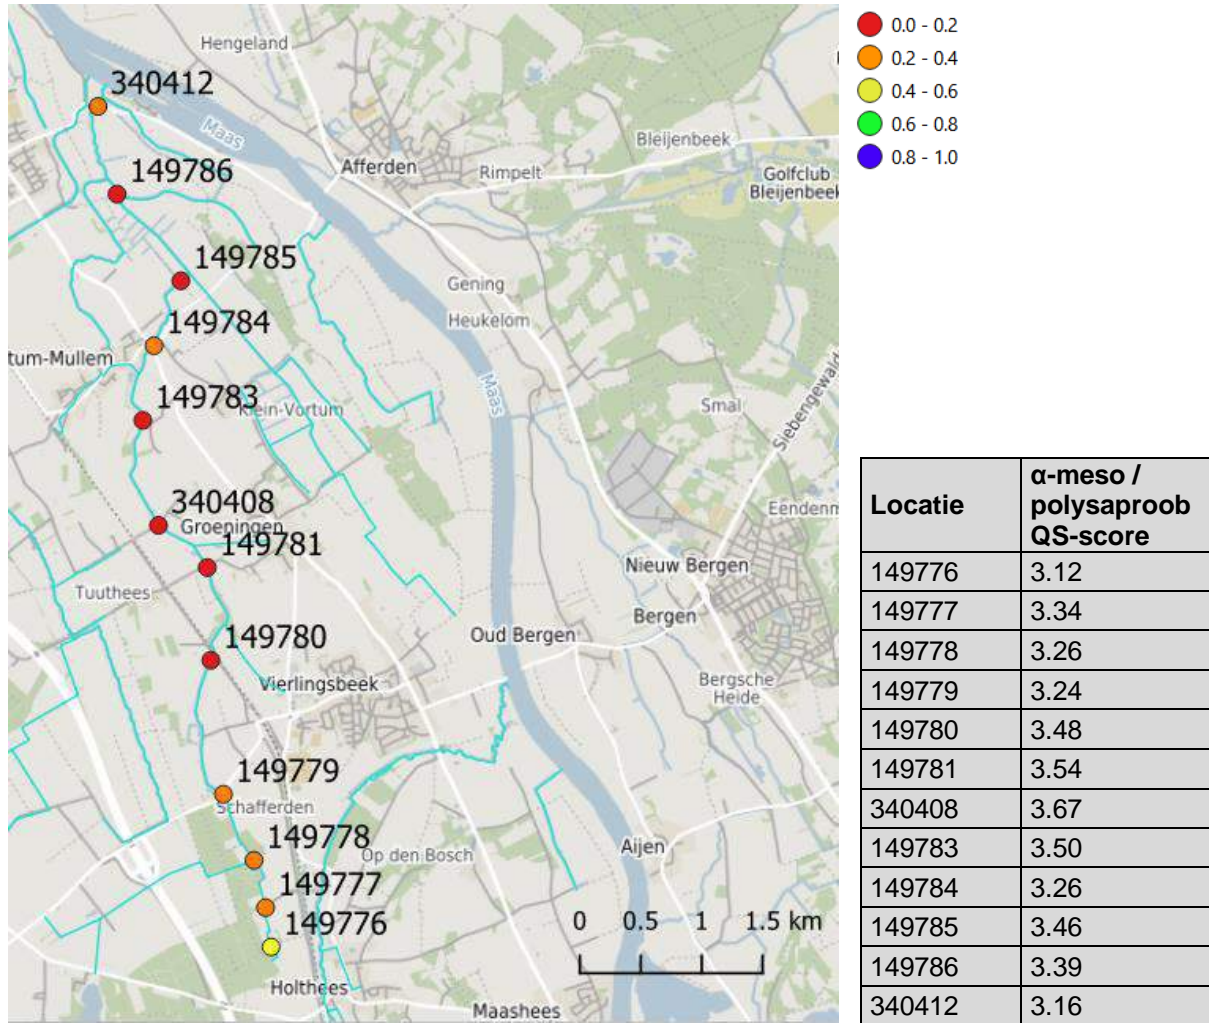 Hengeland
340412
Maas
Bleijenbeek
149786
Afferden
Rimpelt
Golfclub
Bleijenbeek
149785
Gening
149784
Heukelom
tum-Mullem
Maas
149783
Klein-Vortum
Smal
Siebengewald
340408
Groeningen
149781
Eendenm
Nieuw Bergen
Tuuthees
Bergen
149780
Oud Bergen
Vierlingsbeek
Bergsche
Heide
149779
Schafferden
149778
Op den Bosch
Aijen
149777
149776
0 0.5 1 1.5 km
Holthees
Maashees
0.0 - 0.2
0.2 - 0.4
0.4 - 0.6
0.6 - 0.8
0.8 - 1.0
Locatie α-meso /
polysaproob
QS-score
149776 3.12
149777 3.34
149778 3.26
149779 3.24
149780 3.48
149781 3.54
340408 3.67
149783 3.50
149784 3.26
149785 3.46
149786 3.39
340412 3.16